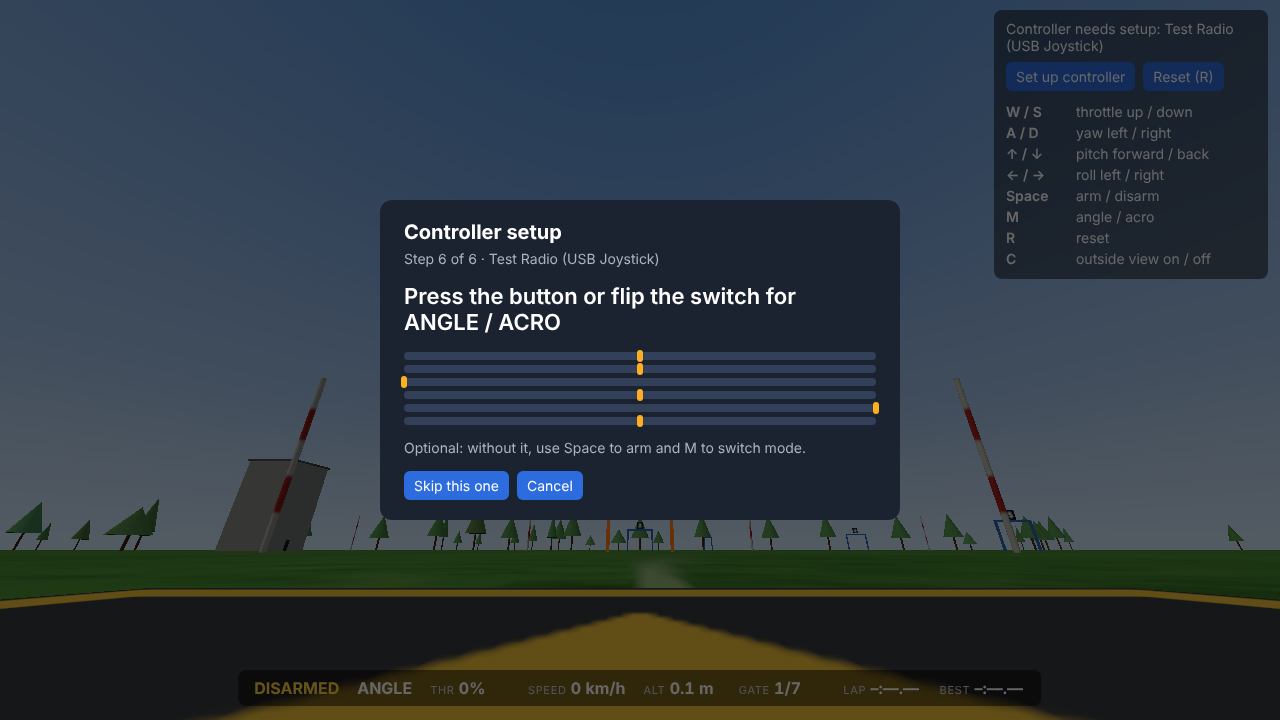 Controller needs setup: Test Radio
(USB Joystick)
Set up controller
Reset (R)
W / S throttle up / down
A / D yaw left / right
↑ / ↓ pitch forward / back
← / → roll left / right
Space arm / disarm
M angle / acro
R reset
C outside view on / off
Controller setup
Step 6 of 6 · Test Radio (USB Joystick)
Press the button or flip the switch for
ANGLE / ACRO
Optional: without it, use Space to arm and M to switch mode.
Skip this one
Cancel
DISARMED ANGLE THR 0% SPEED 0 km/h ALT 0.1 m GATE 1/7 LAP –:––.–– BEST –:––.––